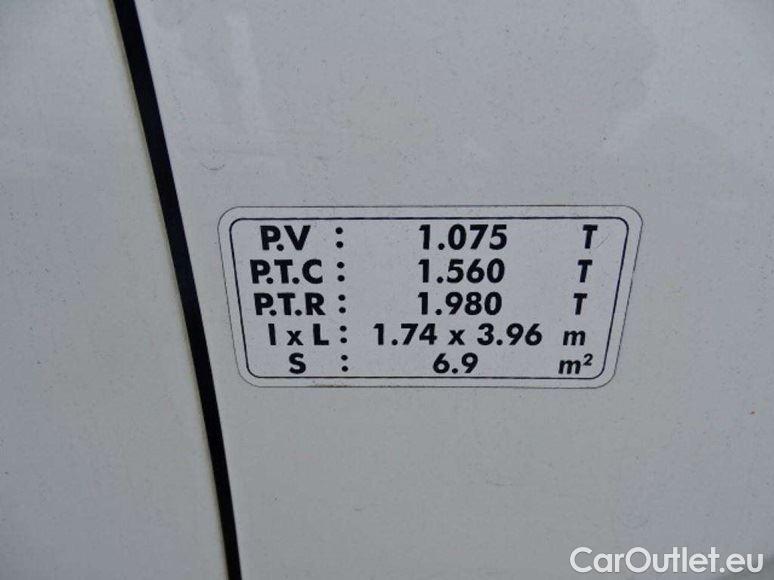 P.V : 1.075 T
P.T.C : 1.560 T
P.T.R : 1.980 T
l x L : 1.74 x 3.96 m
S : 6.9 m²
CarOutlet.eu